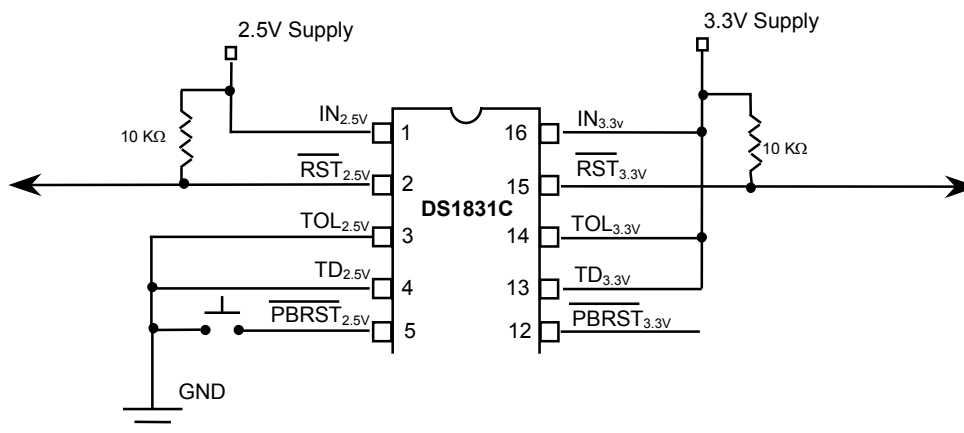 2.5V Supply
3.3V Supply
10 KΩ
IN2.5V
1
16
IN3.3v
10 KΩ
RST2.5V
2
15
RST3.3V
DS1831C
TOL2.5V
3
14
TOL3.3V
TD2.5V
4
13
TD3.3V
PBRST2.5V
5
12
PBRST3.3V
GND